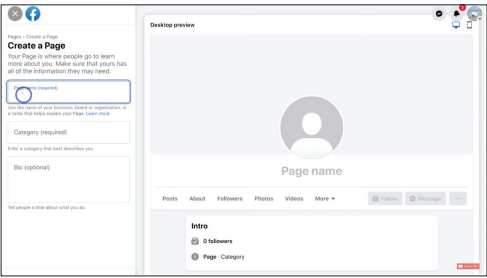 Pages › Create a Page
Create a Page
Your Page is where people go to learn
more about you. Make sure that yours has
all of the information they may need.
name (required)
Use the name of your business, brand or organisation, or
a name that helps explain your Page. Learn more
Category (required)
Enter a category that best describes you.
Bio (optional)
Tell people a little about what you do.
Desktop preview
Page name
Posts About Followers Photos Videos More
Follow Message
Intro
0 followers
Page · Category